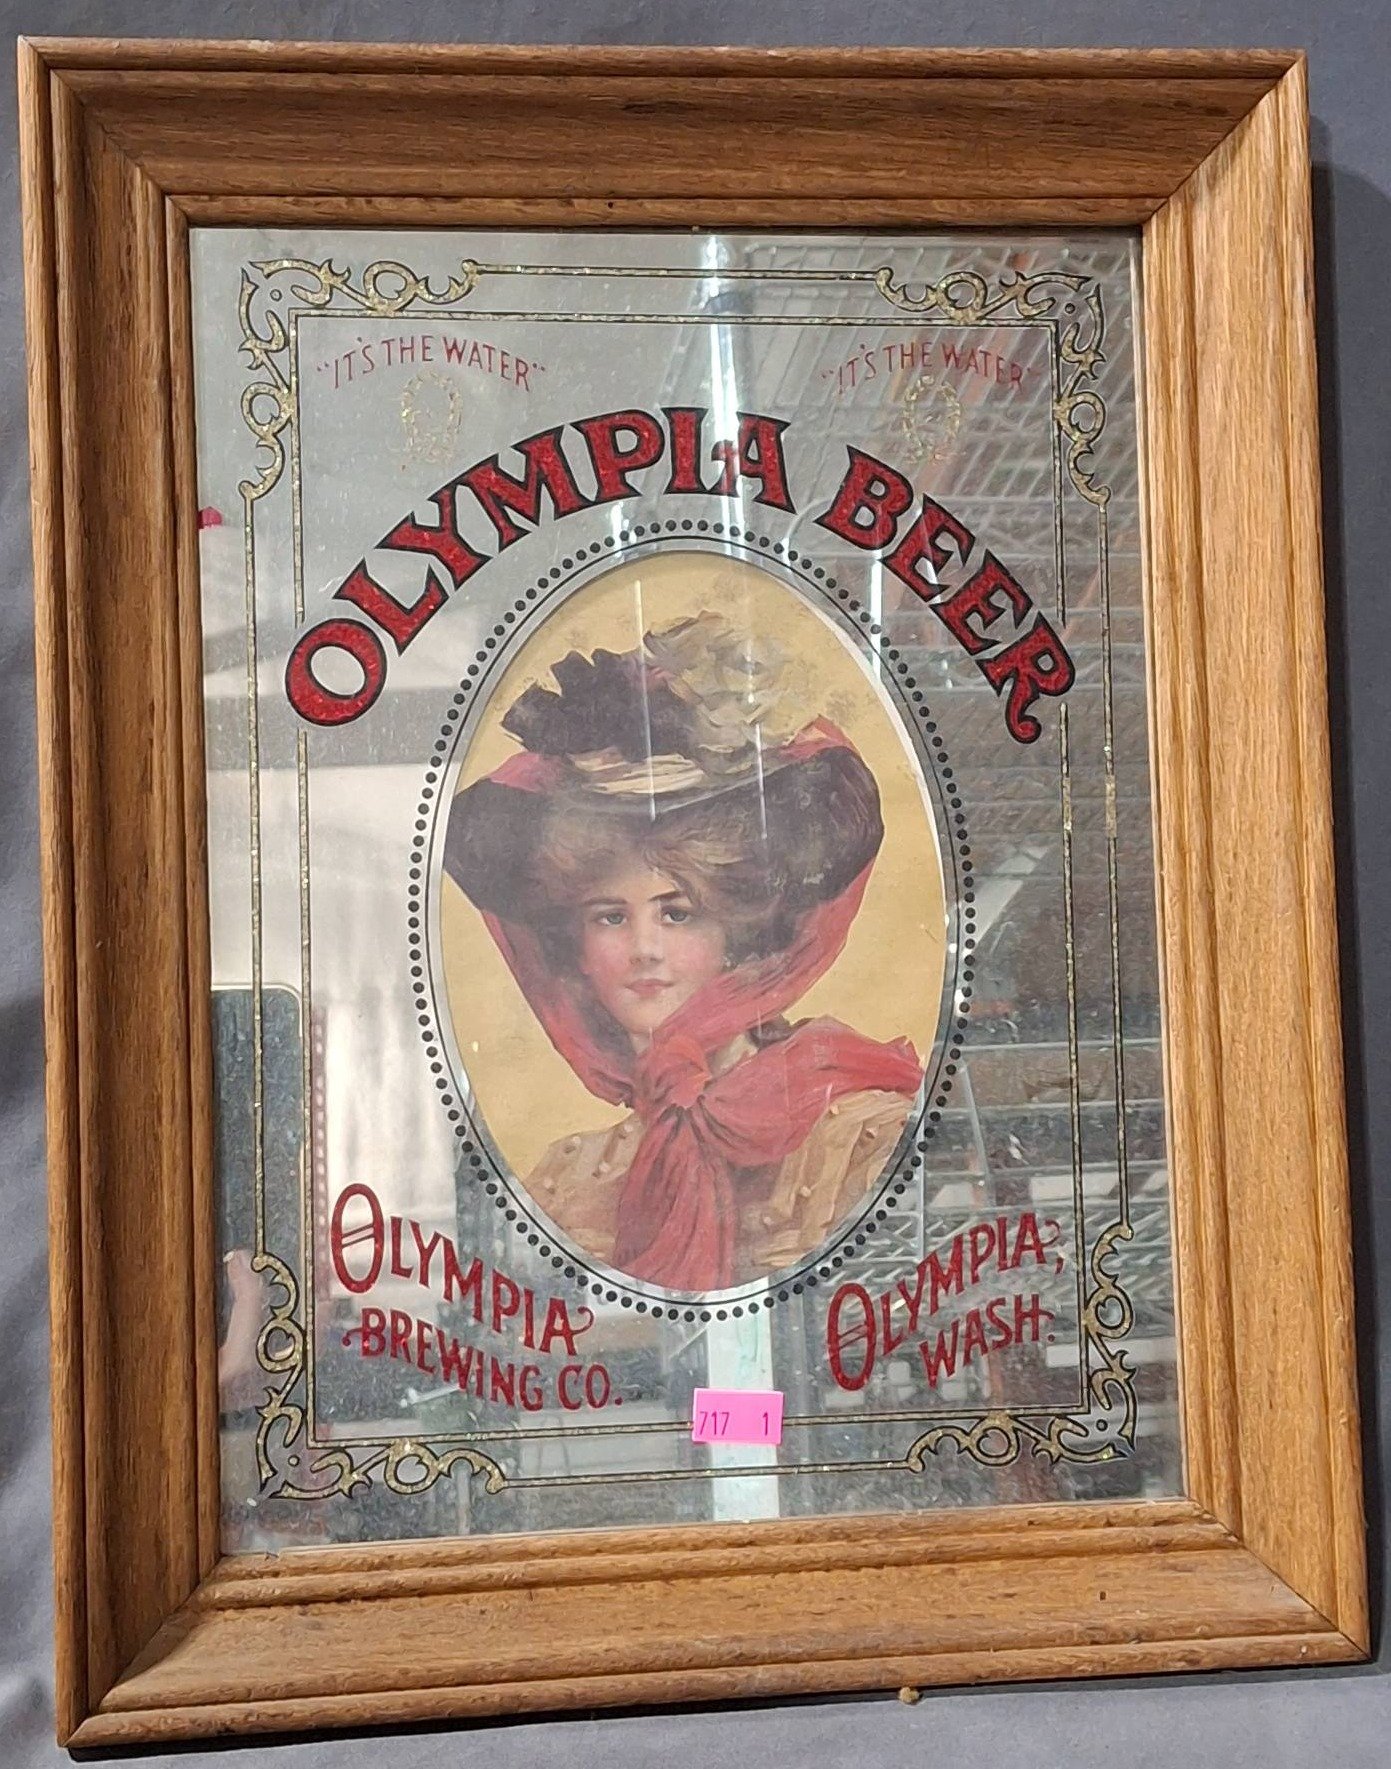 "IT'S THE WATER" "IT'S THE WATER"
OLYMPIA BEER
OLYMPIA
BREWING CO.
OLYMPIA,
WASH.
717 1